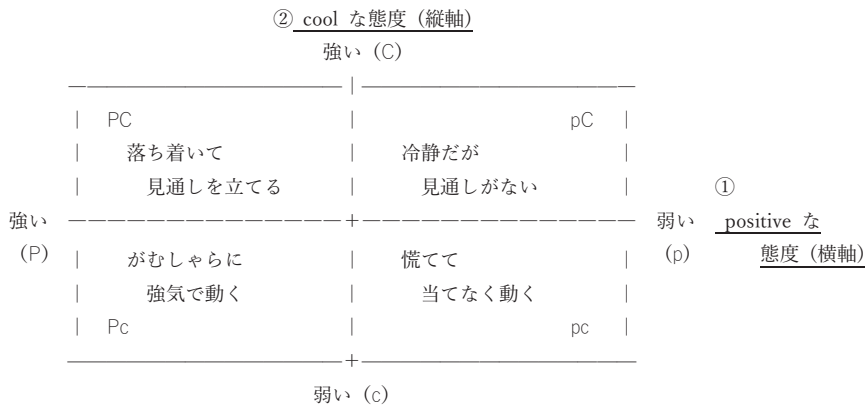 ② cool な態度（縦軸）
強い（C）
PC pC
落ち着いて 冷静だが
見通しを立てる 見通しがない ①
強い 弱い positive な
（P） がむしゃらに 慌てて （p） 態度（横軸）
強気で動く 当てなく動く
Pc pc
弱い（c）